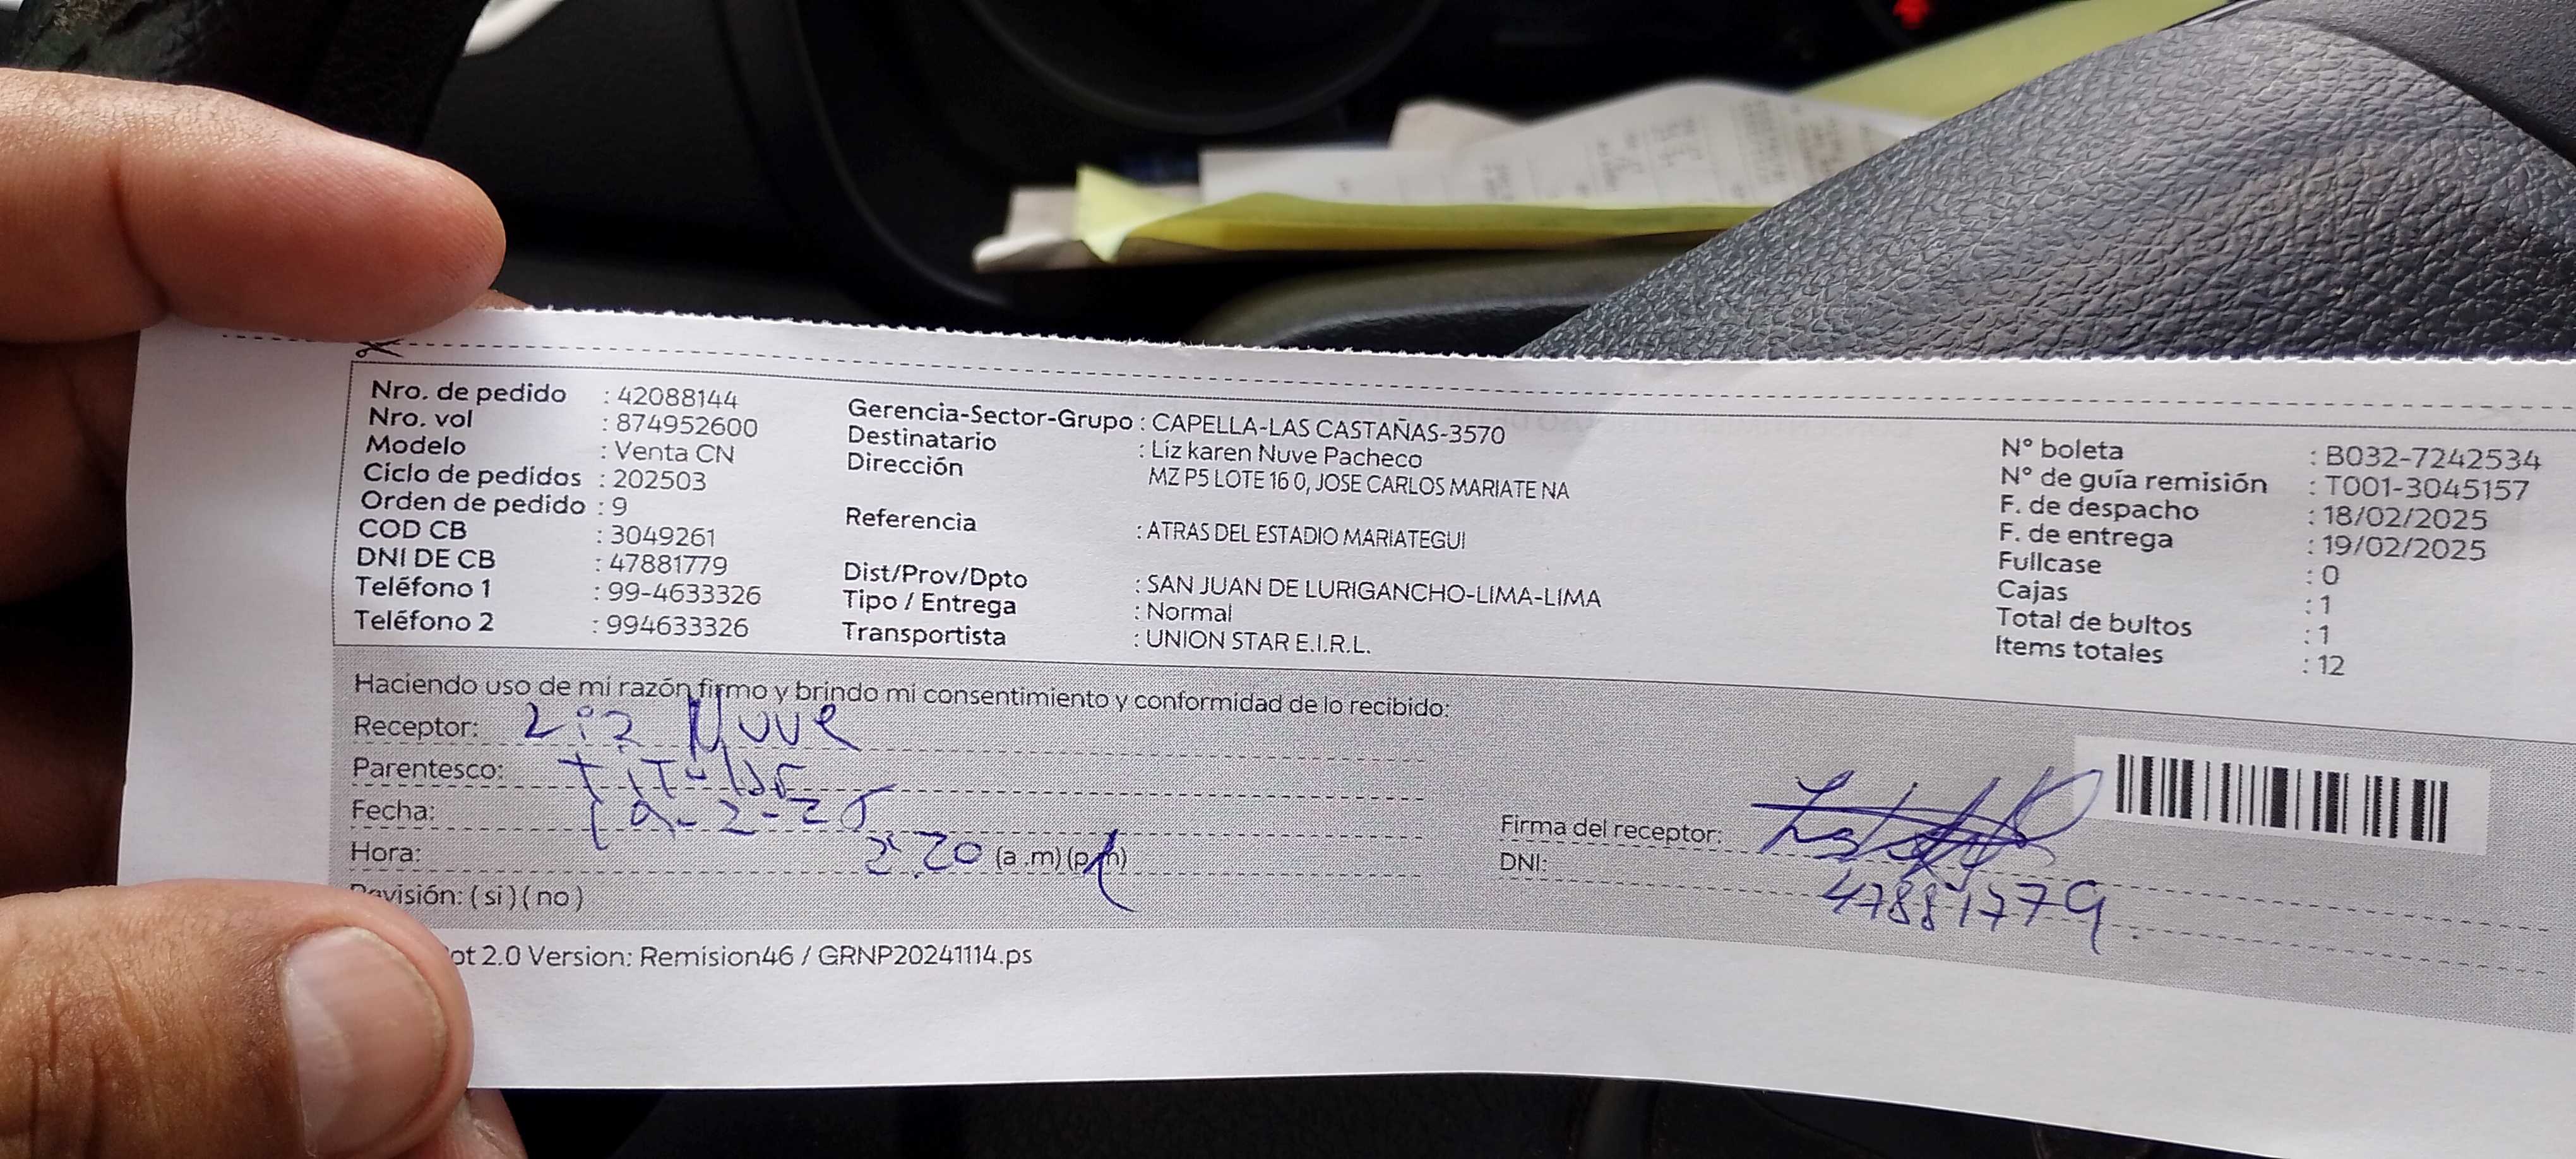 Nro. de pedido : 42088144
Nro. vol : 874952600
Modelo : Venta CN
Ciclo de pedidos : 202503
Orden de pedido : 9
COD CB : 3049261
DNI DE CB : 47881779
Teléfono 1 : 99-4633326
Teléfono 2 : 994633326
Gerencia-Sector-Grupo : CAPELLA-LAS CASTAÑAS-3570
Destinatario : Liz karen Nuve Pacheco
Dirección MZ P5 LOTE 16 0, JOSE CARLOS MARIATE NA
Referencia : ATRAS DEL ESTADIO MARIATEGUI
Dist/Prov/Dpto : SAN JUAN DE LURIGANCHO-LIMA-LIMA
Tipo / Entrega : Normal
Transportista : UNION STAR E.I.R.L.
N° boleta : B032-7242534
N° de guía remisión : T001-3045157
F. de despacho : 18/02/2025
F. de entrega : 19/02/2025
Fullcase : 0
Cajas : 1
Total de bultos : 1
Items totales : 12
Haciendo uso de mi razón firmo y brindo mi consentimiento y conformidad de lo recibido:
Receptor: Liz Nuve
Parentesco: Titular
Fecha: 19-2-25
Hora: (a .m) (p.m)
visión: ( si ) ( no )
Firma del receptor:
DNI: 47881779
ot 2.0 Version: Remision46 / GRNP20241114.ps